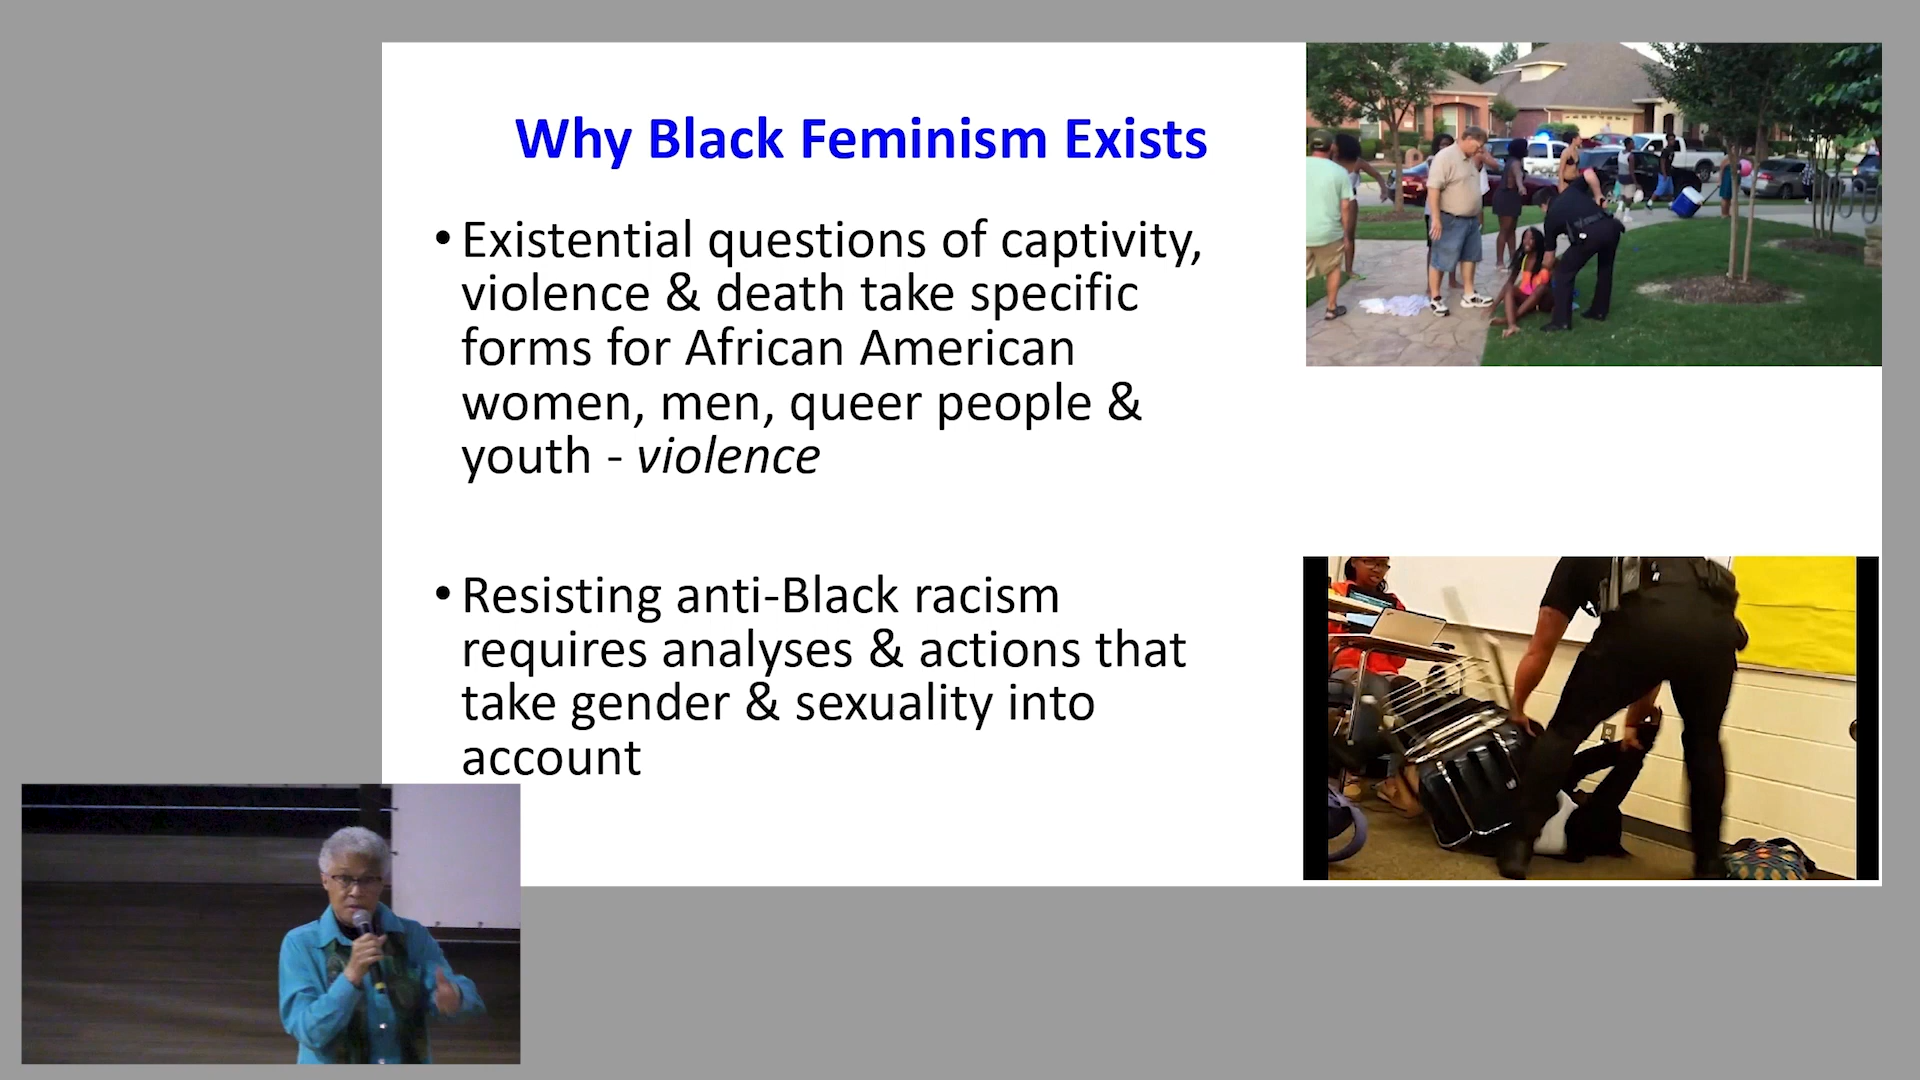 Why Black Feminism Exists
• Existential questions of captivity,
violence & death take specific
forms for African American
women, men, queer people &
youth - violence
• Resisting anti-Black racism
requires analyses & actions that
take gender & sexuality into
account